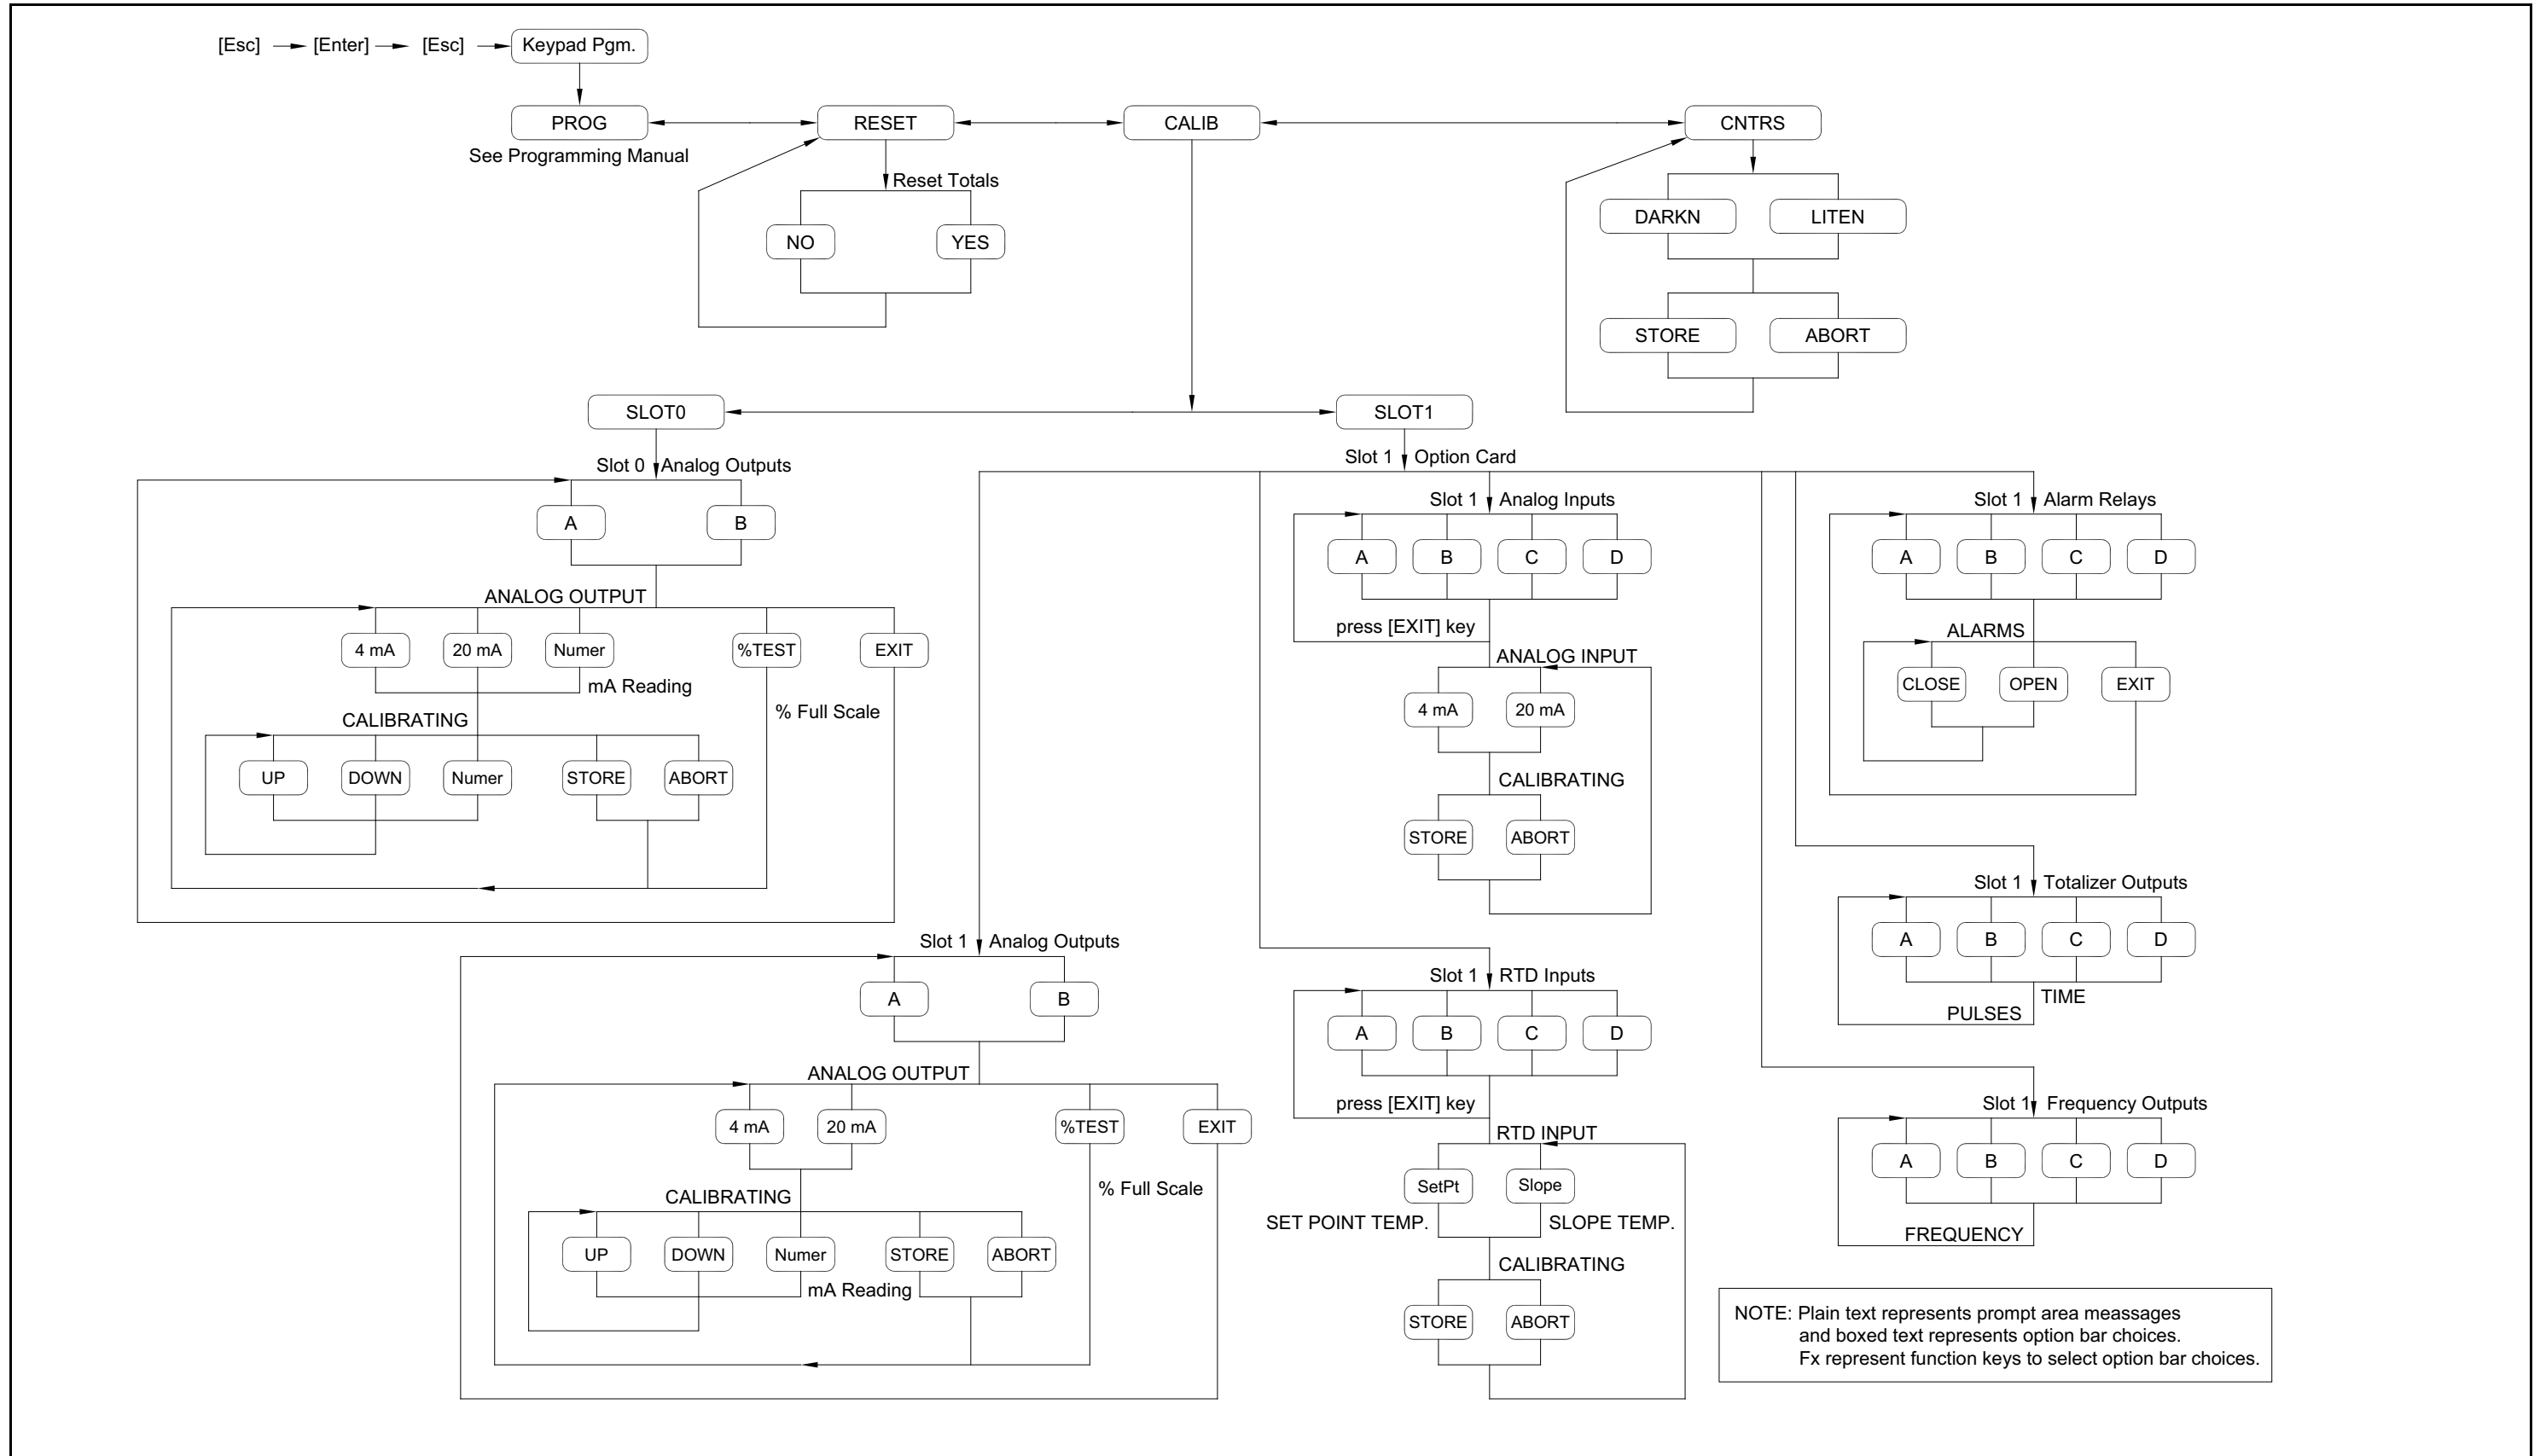 [Esc] [Enter] [Esc] Keypad Pgm.
PROG RESET CALIB CNTRS
See Programming Manual
Reset Totals
NO YES
DARKN LITEN
STORE ABORT
SLOT0 SLOT1
Slot 0 Analog Outputs
A B
ANALOG OUTPUT
4 mA 20 mA Numer %TEST EXIT
mA Reading
% Full Scale
CALIBRATING
UP DOWN Numer STORE ABORT
Slot 1 Option Card
Slot 1 Analog Outputs
A B
ANALOG OUTPUT
4 mA 20 mA %TEST EXIT
% Full Scale
CALIBRATING
UP DOWN Numer STORE ABORT
mA Reading
Slot 1 Analog Inputs
A B C D
press [EXIT] key
ANALOG INPUT
4 mA 20 mA
CALIBRATING
STORE ABORT
Slot 1 RTD Inputs
A B C D
press [EXIT] key
RTD INPUT
SetPt Slope
SET POINT TEMP. SLOPE TEMP.
CALIBRATING
STORE ABORT
Slot 1 Alarm Relays
A B C D
ALARMS
CLOSE OPEN EXIT
Slot 1 Totalizer Outputs
A B C D
TIME
PULSES
Slot 1 Frequency Outputs
A B C D
FREQUENCY
NOTE: Plain text represents prompt area meassages
and boxed text represents option bar choices.
Fx represent function keys to select option bar choices.